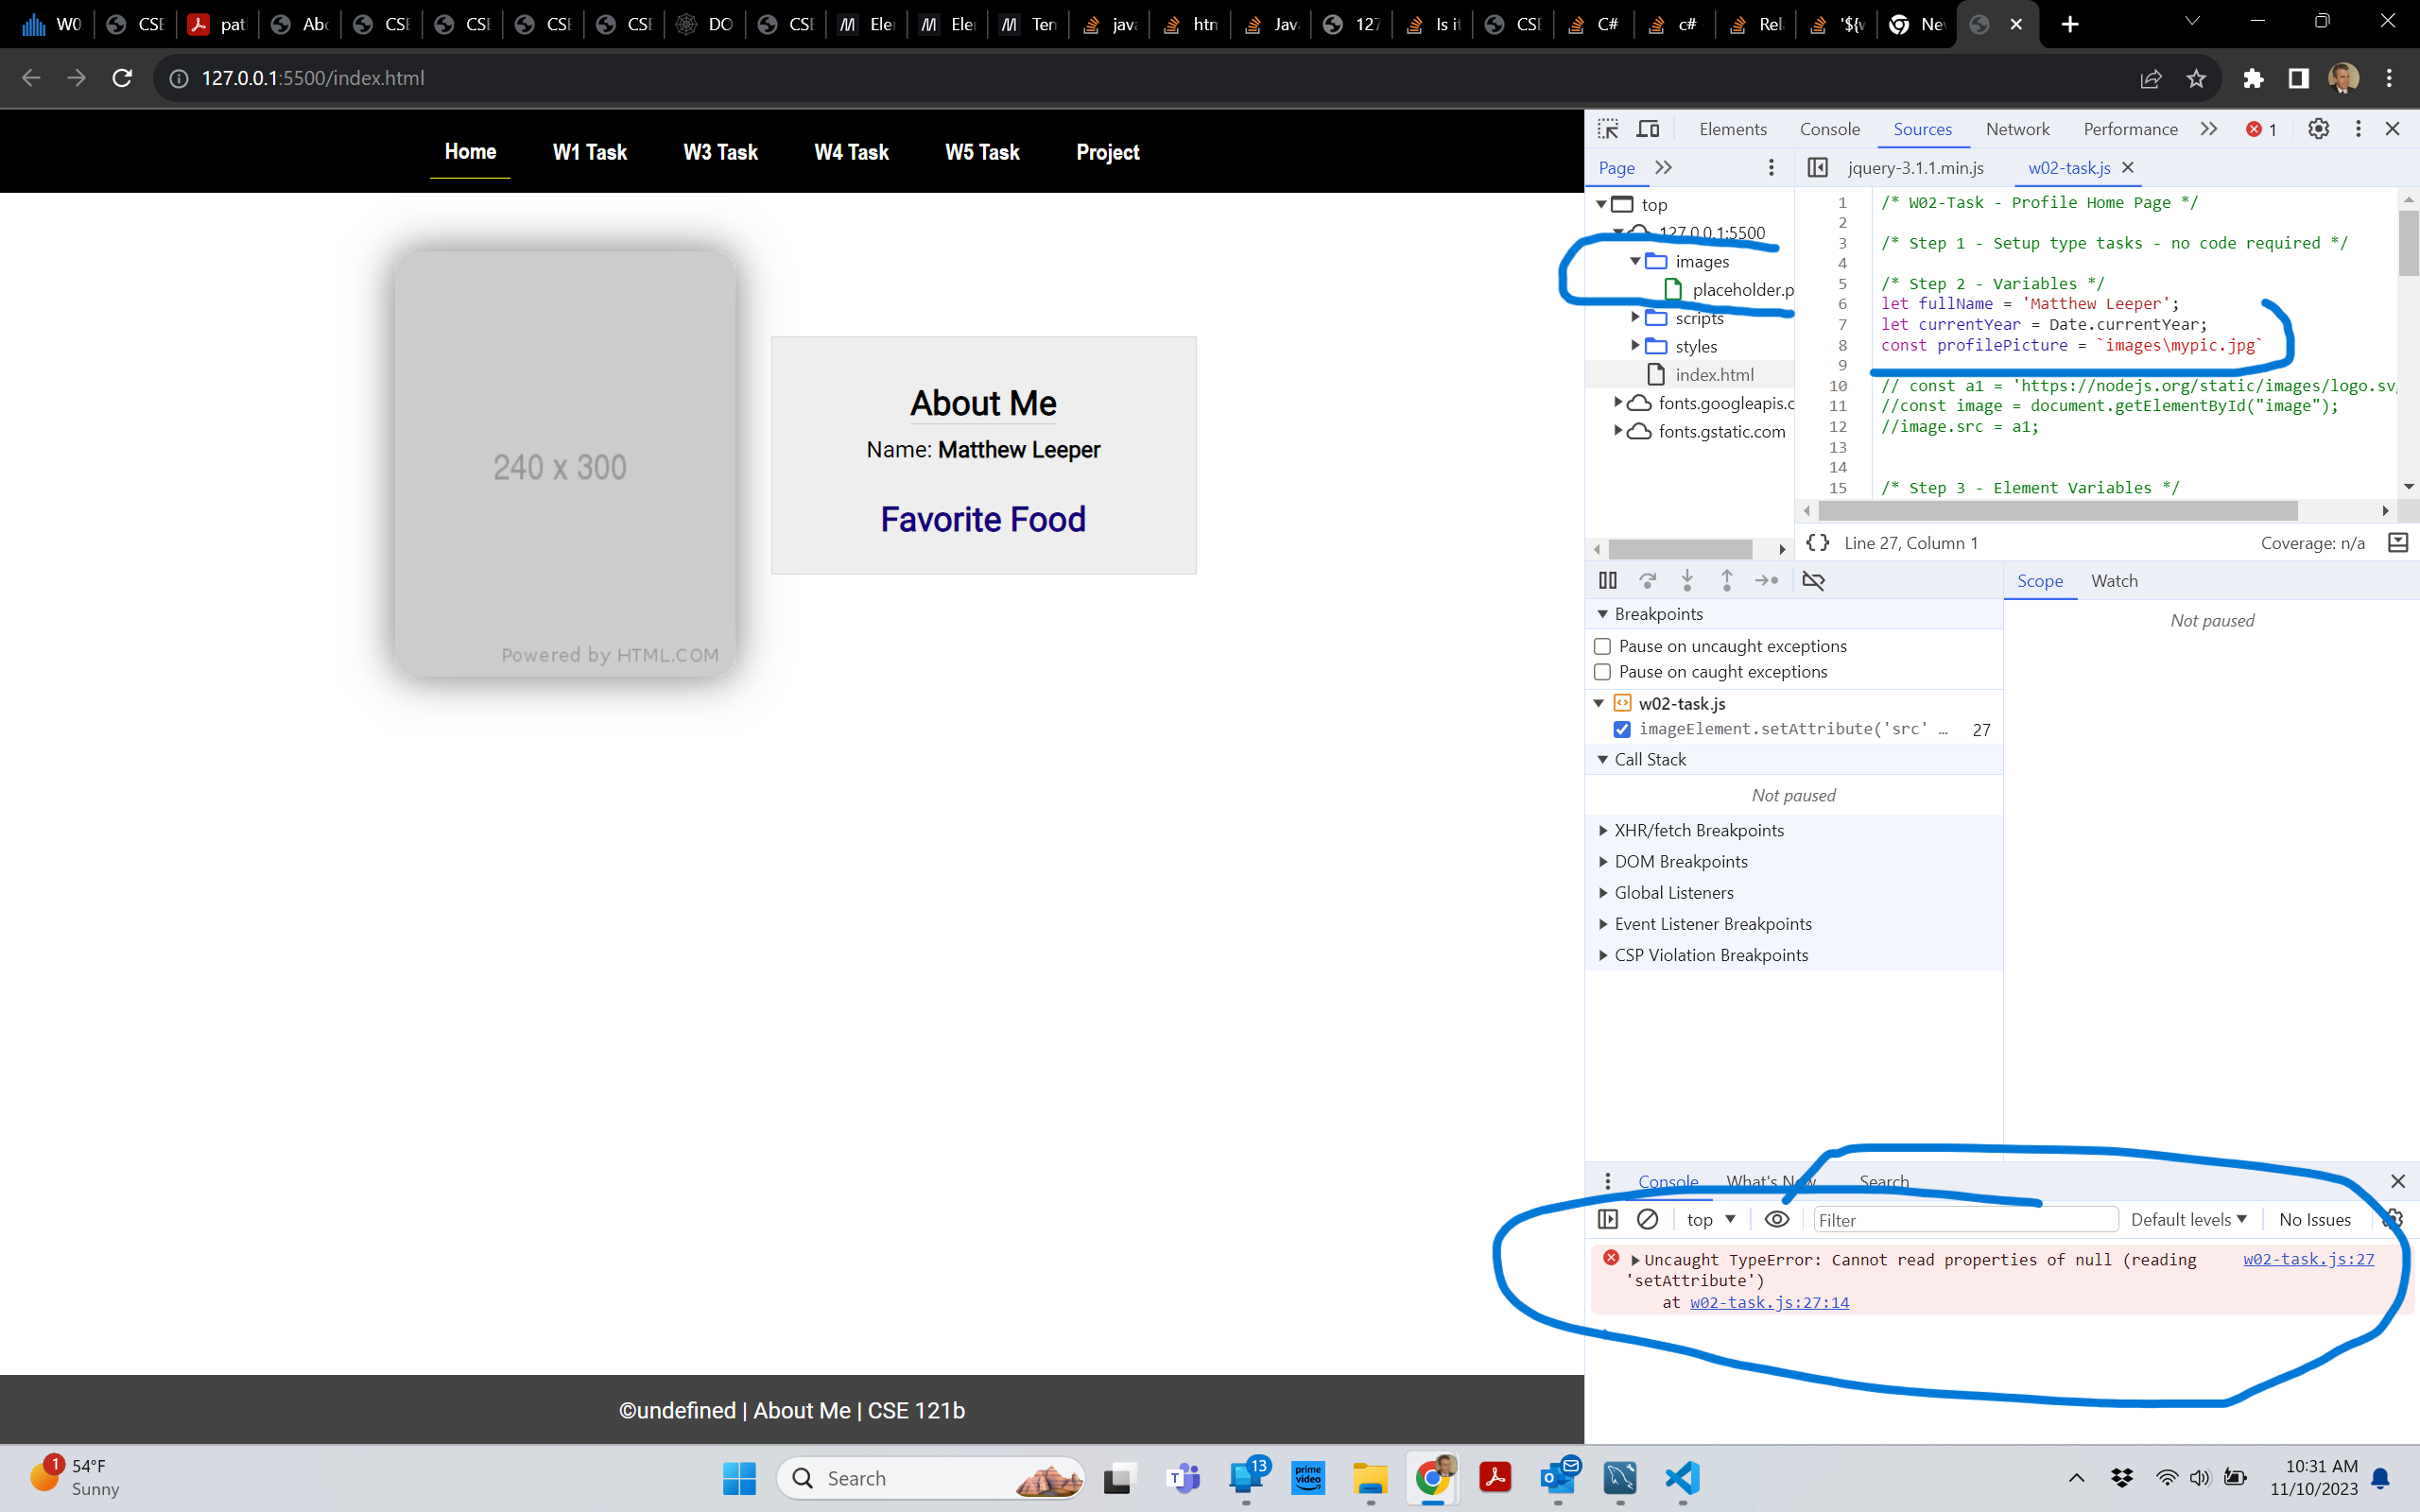 W0
CSE
pat
Abo
CSE
CSE
CSE
CSE
DO
CSE
Ele
Ele
Ten
java
htm
Java
127
Is it
CSE
C#
c#
Rel
'${v
Nev
127.0.0.1:5500/index.html
Home
W1 Task
W3 Task
W4 Task
W5 Task
Project
240 x 300
Powered by HTML.COM
About Me
Name: Matthew Leeper
Favorite Food
©undefined | About Me | CSE 121b
Elements Console Sources Network Performance 1
Page
jquery-3.1.1.min.js w02-task.js
top
127.0.0.1:5500
images
placeholder.p
scripts
styles
index.html
fonts.googleapis.c
fonts.gstatic.com
1 /* W02-Task - Profile Home Page */
2
3 /* Step 1 - Setup type tasks - no code required */
4
5 /* Step 2 - Variables */
6 let fullName = 'Matthew Leeper';
7 let currentYear = Date.currentYear;
8 const profilePicture = `images\mypic.jpg`
9
10 // const a1 = 'https://nodejs.org/static/images/logo.sv
11 //const image = document.getElementById("image");
12 //image.src = a1;
13
14
15 /* Step 3 - Element Variables */
{} Line 27, Column 1 Coverage: n/a
Scope Watch
Not paused
Breakpoints
Pause on uncaught exceptions
Pause on caught exceptions
w02-task.js
imageElement.setAttribute('src' … 27
Call Stack
Not paused
XHR/fetch Breakpoints
DOM Breakpoints
Global Listeners
Event Listener Breakpoints
CSP Violation Breakpoints
Console What's New Search
top Filter Default levels No Issues
Uncaught TypeError: Cannot read properties of null (reading w02-task.js:27
'setAttribute')
at w02-task.js:27:14
1
54°F
Sunny
Search
13
prime video
10:31 AM
11/10/2023